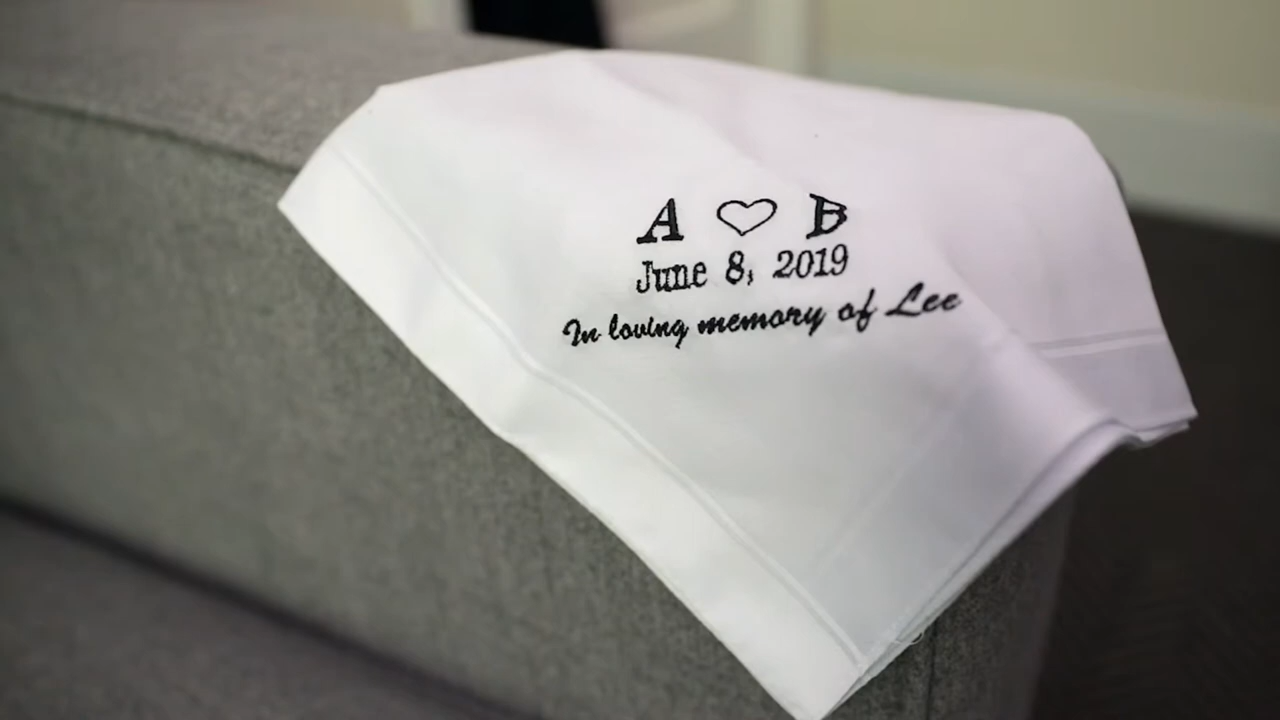 A ♡ B
June 8, 2019
In loving memory of Lee